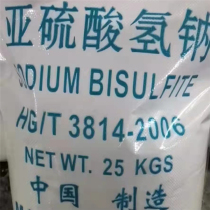 亚硫酸氢钠
SODIUM BISULFITE
HG/T 3814-2006
NET WT. 25 KGS
中国 制造